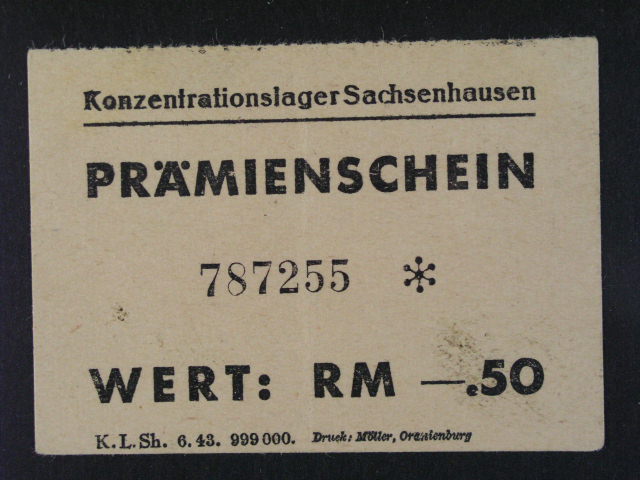 Konzentrationslager Sachsenhausen
PRÄMIENSCHEIN
787255 *
WERT: RM —.50
K.L.Sh. 6.43. 999000. Druck: Möller, Oranienburg